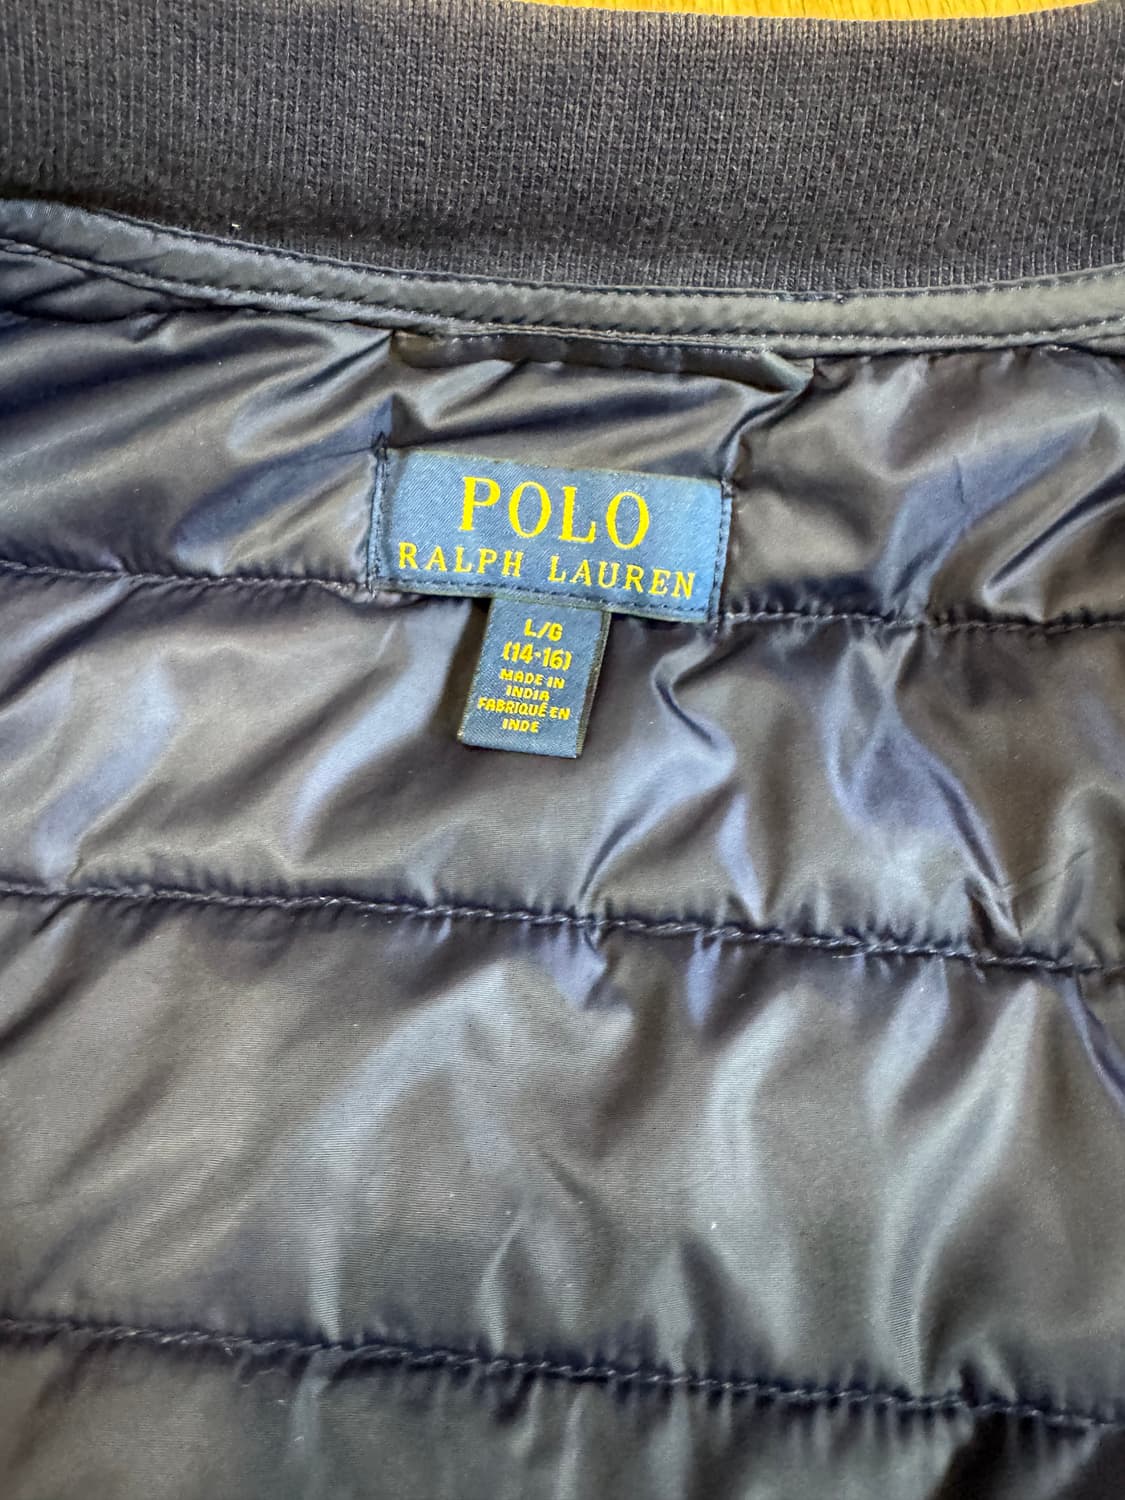 POLO
RALPH LAUREN
L/G
(14-16)
MADE IN
INDIA
FABRIQUÉ EN
INDE